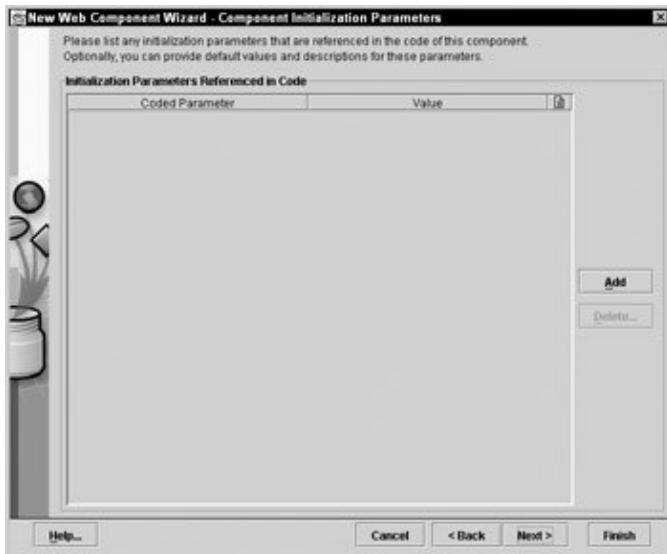 New Web Component Wizard - Component Initialization Parameters
Please list any initialization parameters that are referenced in the code of this component.
Optionally, you can provide default values and descriptions for these parameters.
Initialization Parameters Referenced in Code
Coded Parameter Value
Add
Delete...
Help... Cancel < Back Next > Finish